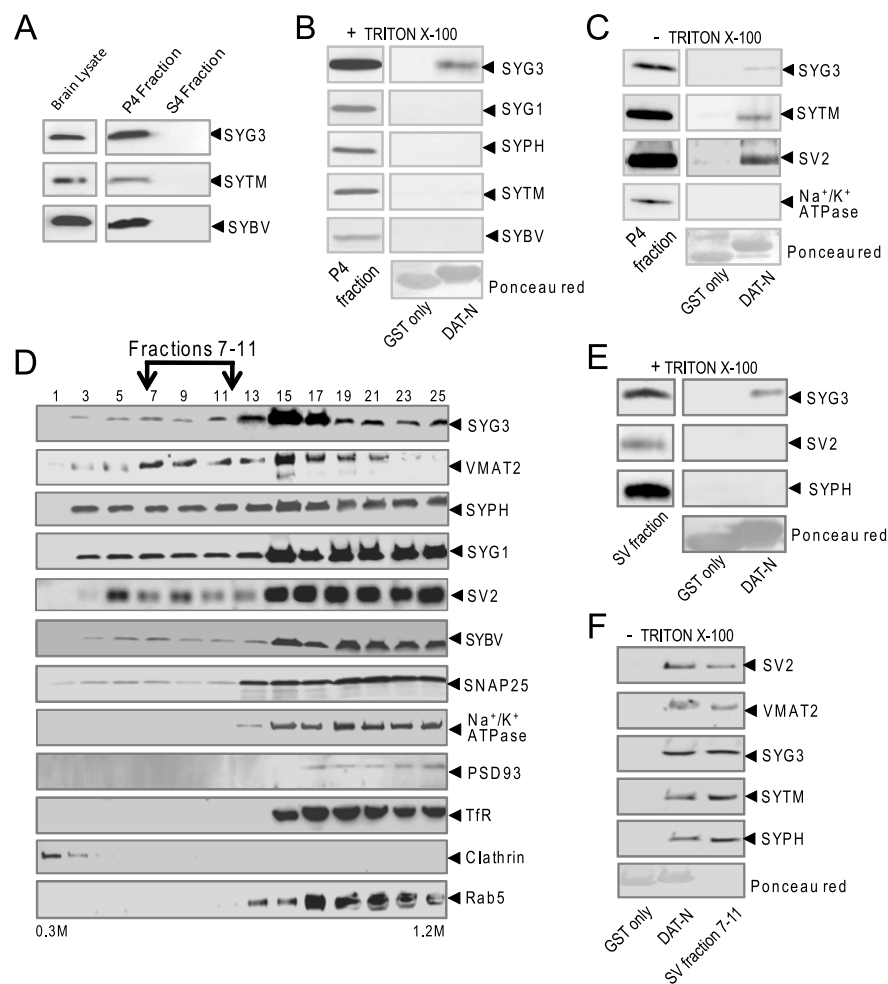 A
Brain Lysate
P4 Fraction
S4 Fraction
SYG3
SYTM
SYBV
B
+ TRITON X-100
SYG3
SYG1
SYPH
SYTM
SYBV
Ponceau red
P4 fraction
GST only
DAT-N
C
- TRITON X-100
SYG3
SYTM
SV2
Na+/K+
ATPase
Ponceau red
P4 fraction
GST only
DAT-N
D
Fractions 7-11
1 3 5 7 9 11 13 15 17 19 21 23 25
SYG3
VMAT2
SYPH
SYG1
SV2
SYBV
SNAP25
Na+/K+
ATPase
PSD93
TfR
Clathrin
Rab5
0.3M 1.2M
E
+ TRITON X-100
SYG3
SV2
SYPH
Ponceau red
SV fraction
GST only
DAT-N
F
- TRITON X-100
SV2
VMAT2
SYG3
SYTM
SYPH
Ponceau red
GST only
DAT-N
SV fraction 7-11